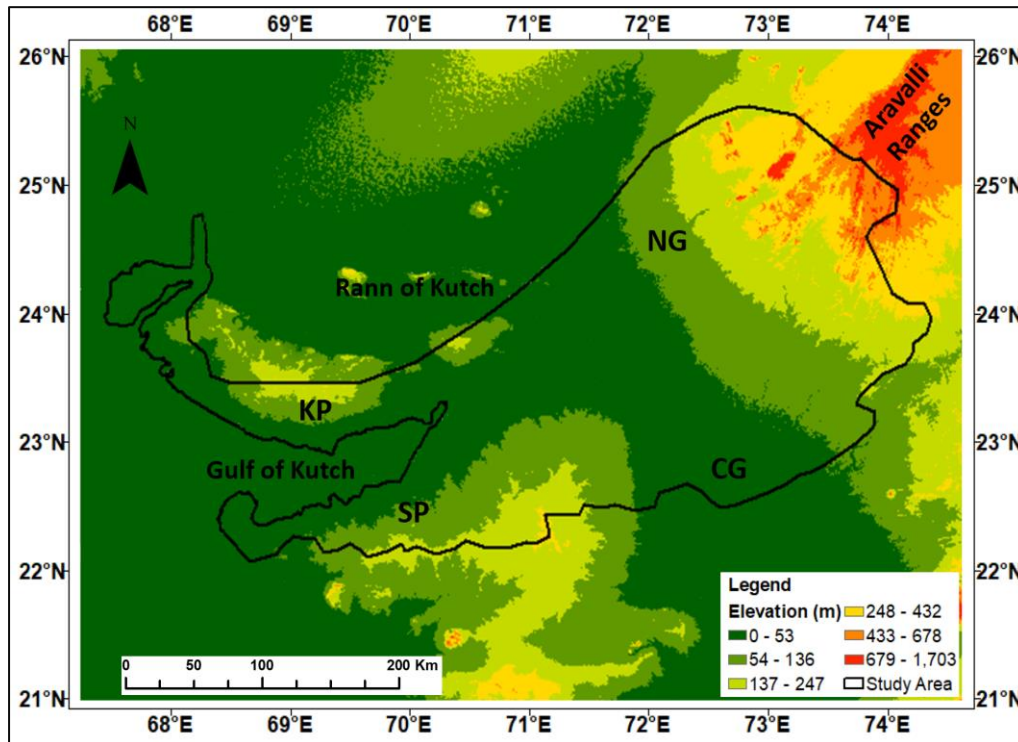 68°E 69°E 70°E 71°E 72°E 73°E 74°E
26°N 26°N
Aravalli
Ranges
N
25°N 25°N
NG
Rann of Kutch
24°N 24°N
KP
23°N 23°N
Gulf of Kutch
CG
SP
22°N 22°N
Legend
Elevation (m)
0 - 53
54 - 136
137 - 247
248 - 432
433 - 678
679 - 1,703
Study Area
0 50 100 200 Km
21°N 21°N
68°E 69°E 70°E 71°E 72°E 73°E 74°E